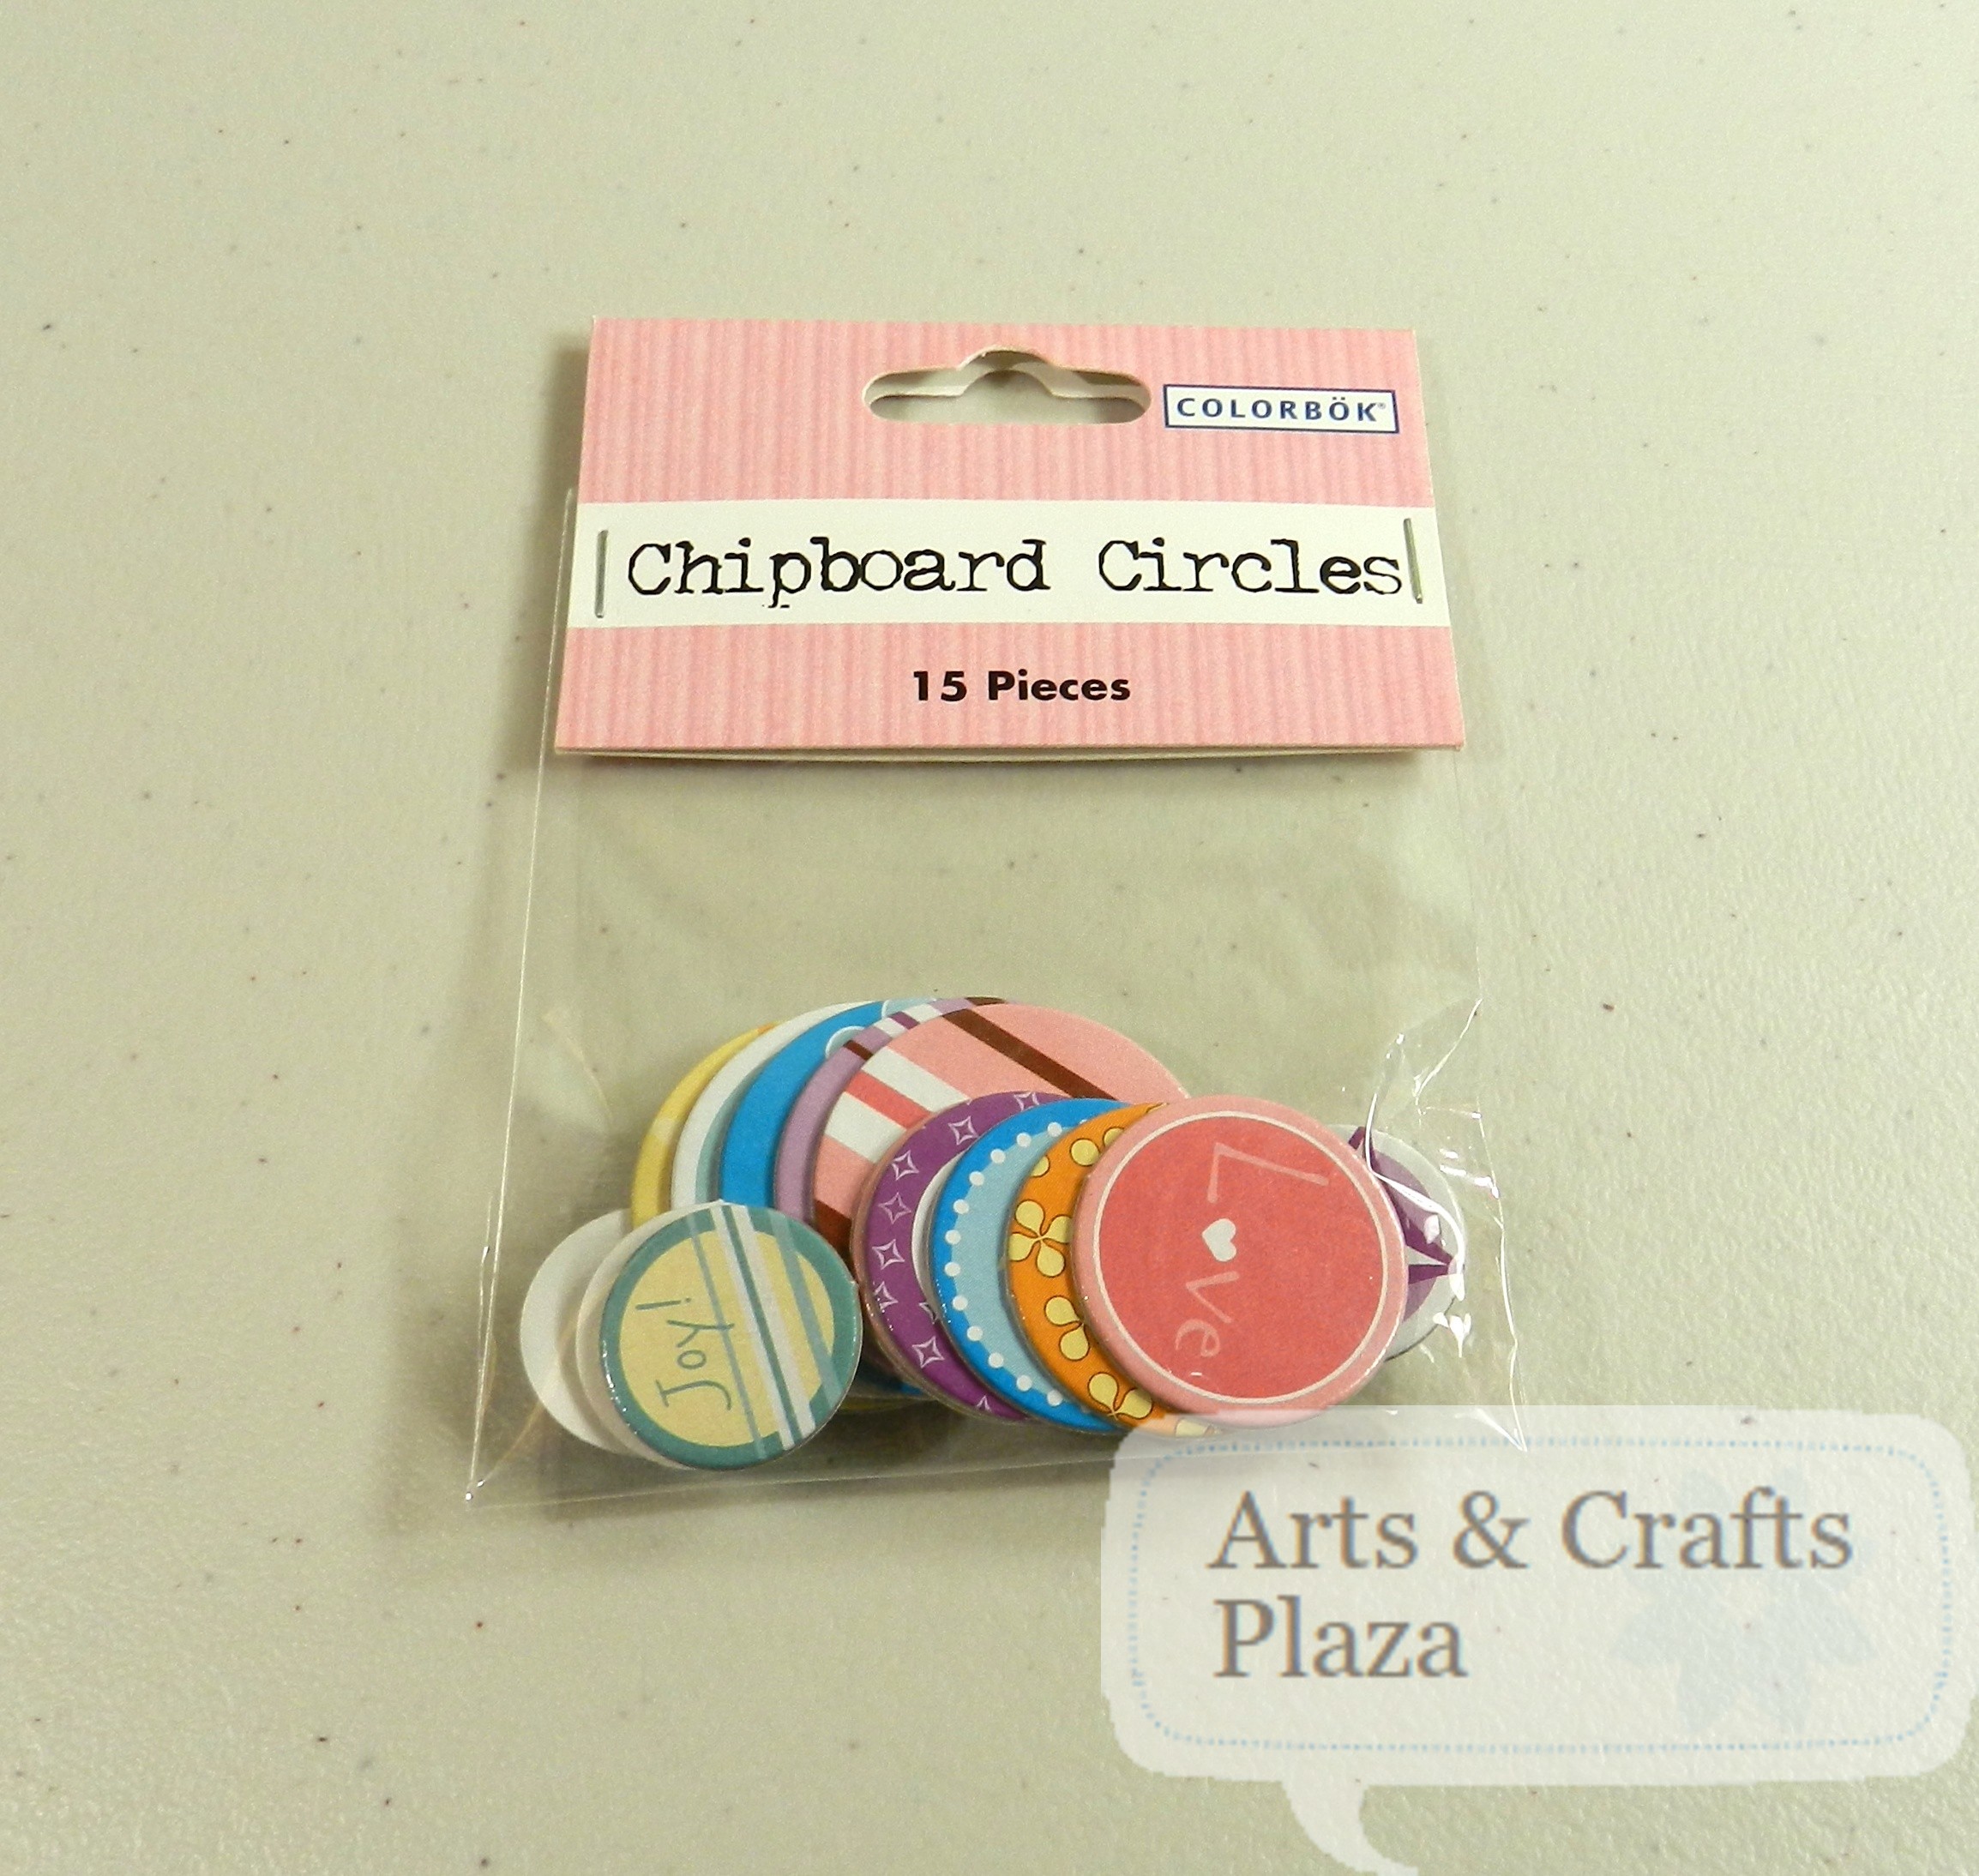 COLORBÖK®
Chipboard Circles
15 Pieces
Love
Joy!
Arts & Crafts
Plaza